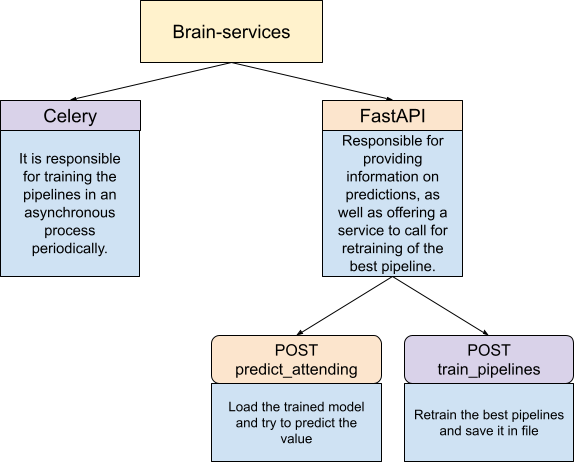 Brain-services
Celery
It is responsible
for training the
pipelines in an
asynchronous
process
periodically.
FastAPI
Responsible for
providing
information on
predictions, as
well as offering a
service to call for
retraining of the
best pipeline.
POST
predict_attending
Load the trained model
and try to predict the
value
POST
train_pipelines
Retrain the best pipelines
and save it in file